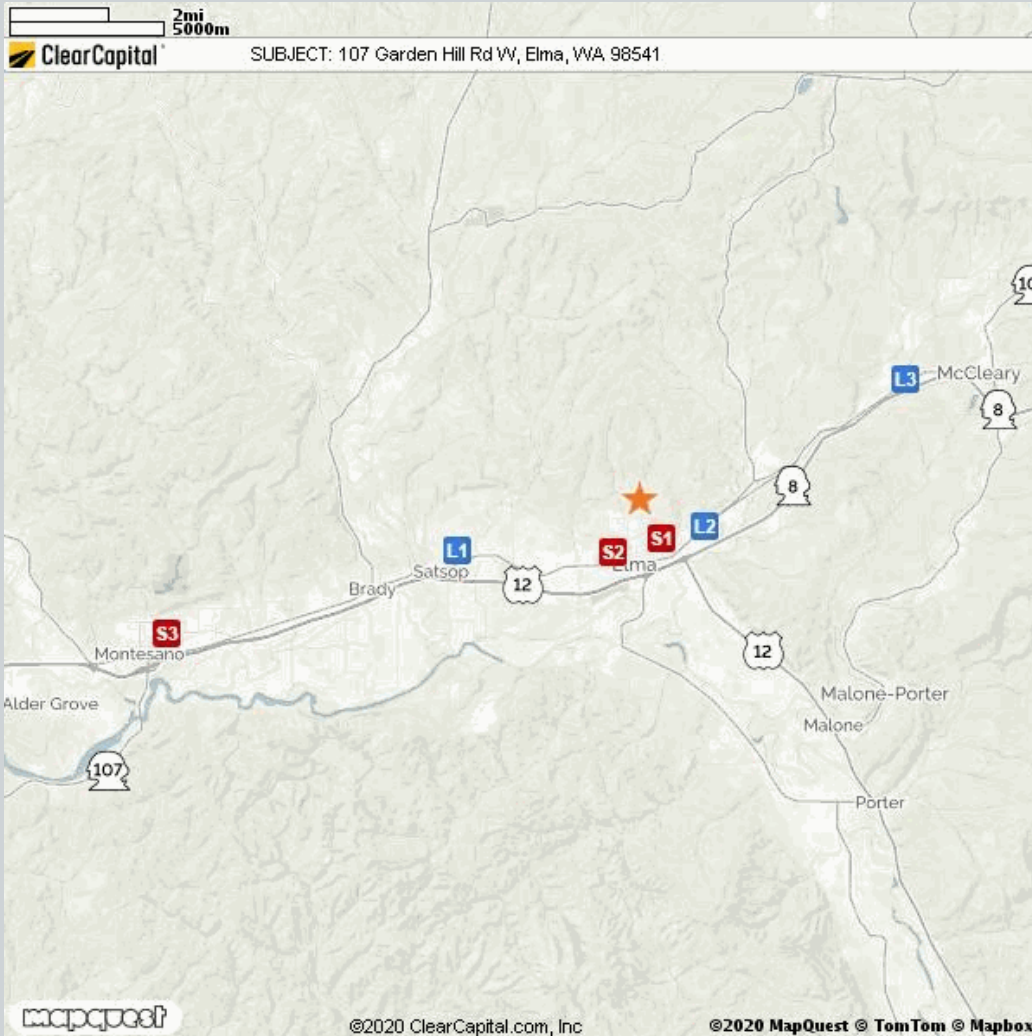 2mi
5000m
ClearCapital
SUBJECT: 107 Garden Hill Rd W, Elma, WA 98541
10
L3
McCleary
8
8
L2
S1
S2
Elma
L1
Satsop
12
Brady
S3
Montesano
12
Alder Grove
Malone-Porter
Malone
107
Porter
mapquest
©2020 ClearCapital.com, Inc
©2020 MapQuest © TomTom © Mapbox